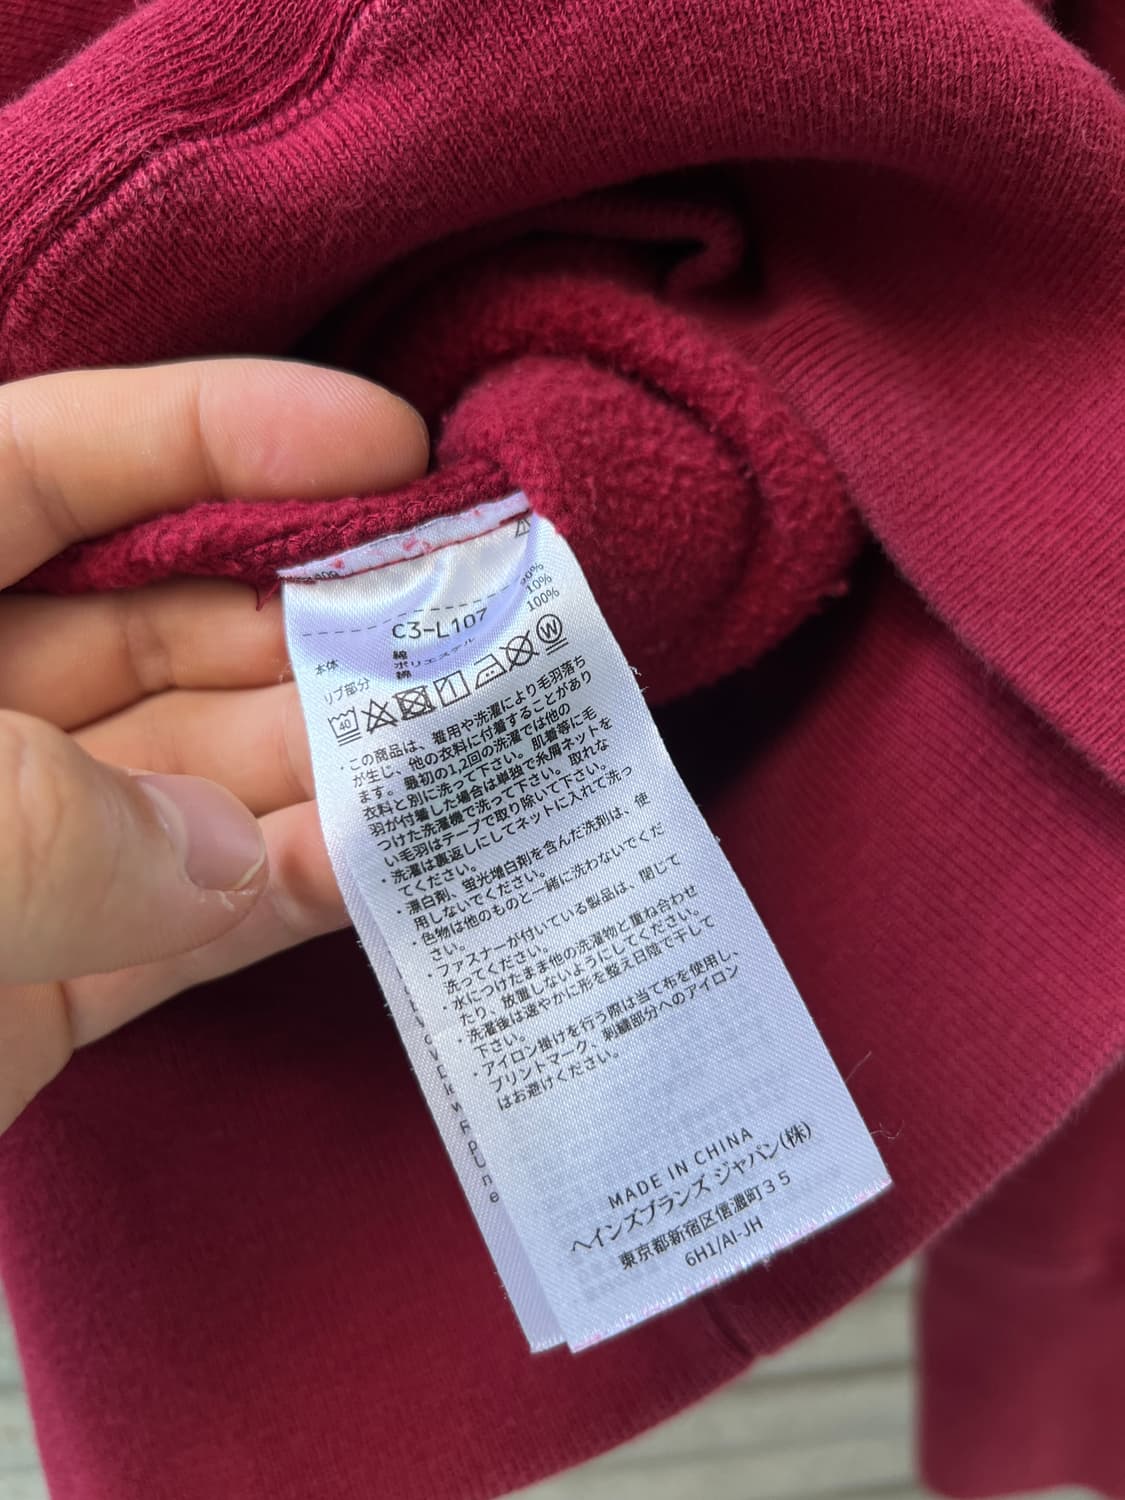 C3-L107
本体 綿 90%
ポリエステル 10%
リブ部分 綿 100%
40 W
・この商品は、着用や洗濯により毛羽落ち
が生じ、他の衣料に付着することがあり
ます。最初の1,2回の洗濯では他の
衣料と別に洗って下さい。肌着等に毛
羽が付着した場合は単独で糸屑ネットを
つけた洗濯機で洗って下さい。取れな
い毛羽はテープで取り除いて下さい。
・洗濯は裏返しにしてネットに入れて洗っ
てください。
・漂白剤、蛍光増白剤を含んだ洗剤は、使
用しないでください。
・色物は他のものと一緒に洗わないでくだ
さい。
・ファスナーが付いている製品は、閉じて
洗ってください。
・水につけたまま他の洗濯物と重ね合わせ
たり、放置しないようにしてください。
・洗濯後は速やかに形を整え日陰で干して
下さい。
・アイロン掛けを行う際は当て布を使用し、
プリントマーク、刺繍部分へのアイロン
はお避けください。
MADE IN CHINA
ヘインズブランズ ジャパン(株)
東京都新宿区信濃町35
6H1/AI-JH